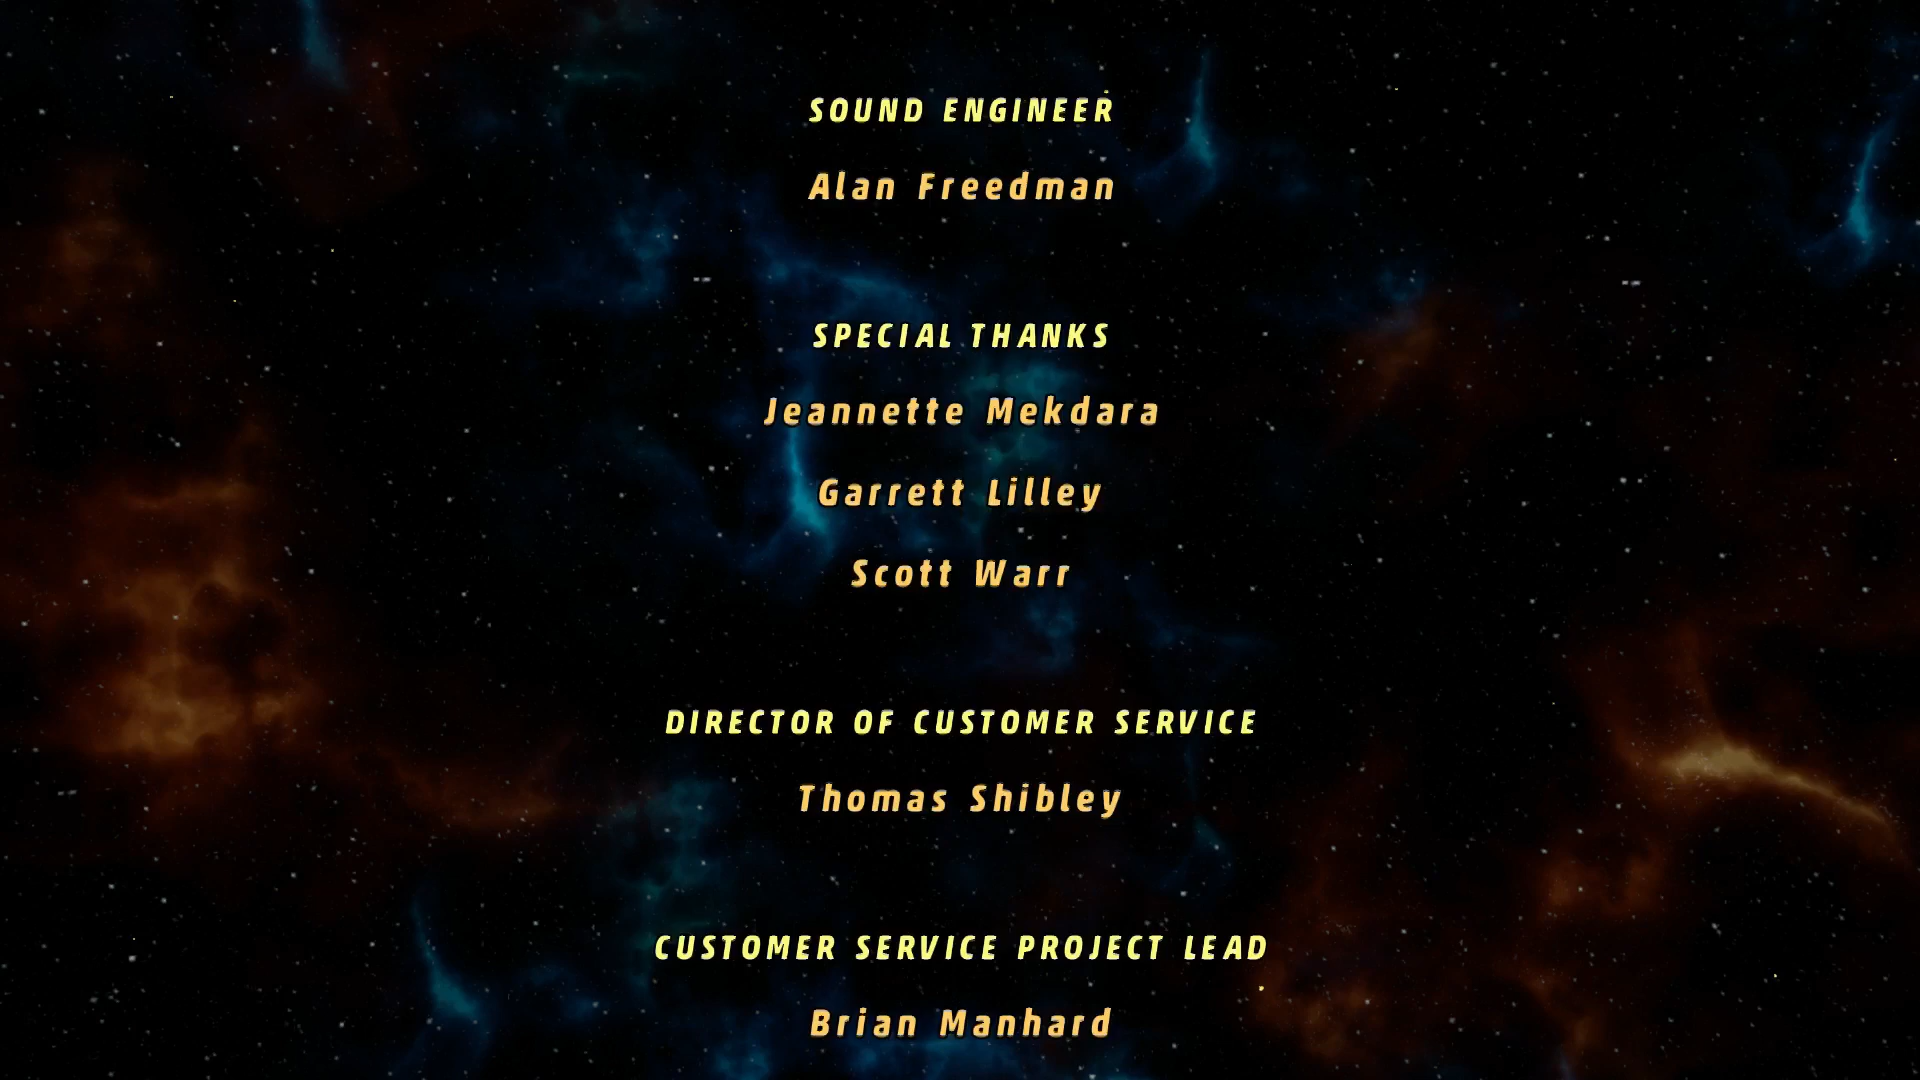 SOUND ENGINEER
Alan Freedman
SPECIAL THANKS
Jeannette Mekdara
Garrett Lilley
Scott Warr
DIRECTOR OF CUSTOMER SERVICE
Thomas Shibley
CUSTOMER SERVICE PROJECT LEAD
Brian Manhard